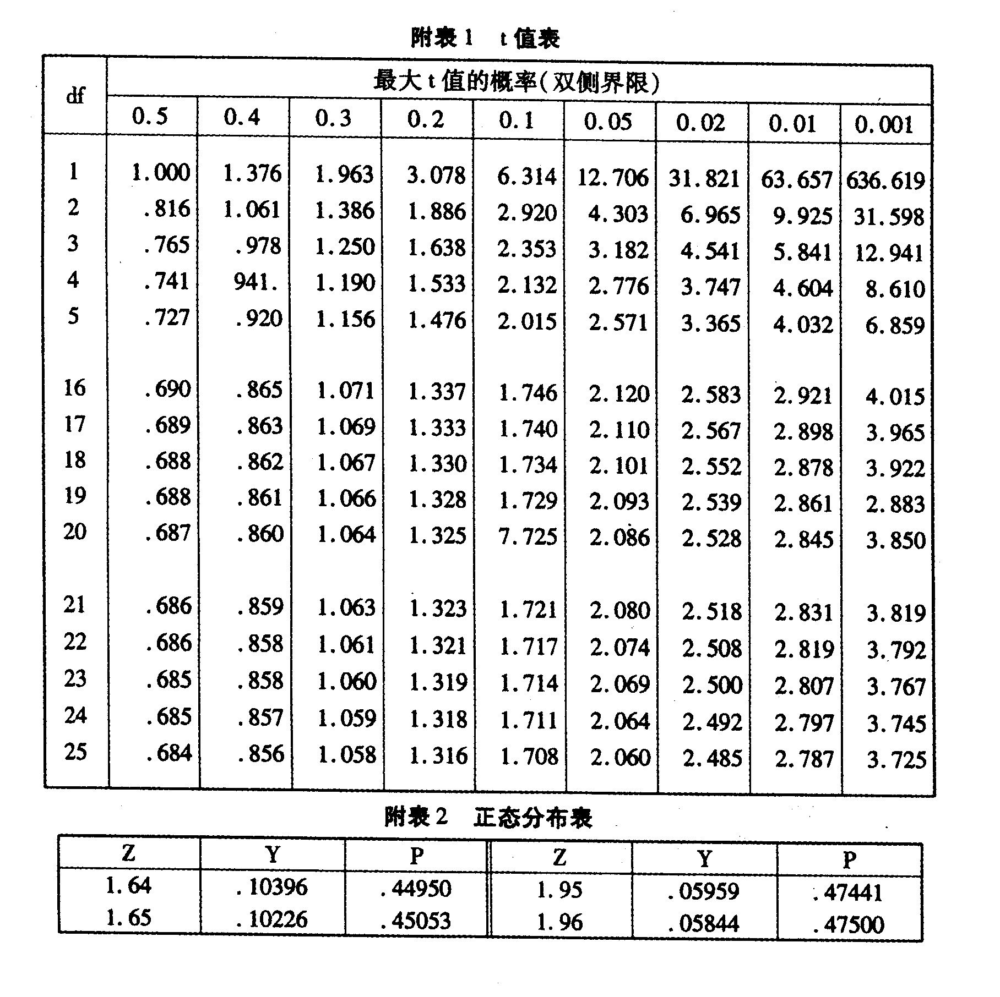 附表1 t值表
df 最大t值的概率(双侧界限)
0.5 0.4 0.3 0.2 0.1 0.05 0.02 0.01 0.001
1 1.000 1.376 1.963 3.078 6.314 12.706 31.821 63.657 636.619
2 .816 1.061 1.386 1.886 2.920 4.303 6.965 9.925 31.598
3 .765 .978 1.250 1.638 2.353 3.182 4.541 5.841 12.941
4 .741 941. 1.190 1.533 2.132 2.776 3.747 4.604 8.610
5 .727 .920 1.156 1.476 2.015 2.571 3.365 4.032 6.859
16 .690 .865 1.071 1.337 1.746 2.120 2.583 2.921 4.015
17 .689 .863 1.069 1.333 1.740 2.110 2.567 2.898 3.965
18 .688 .862 1.067 1.330 1.734 2.101 2.552 2.878 3.922
19 .688 .861 1.066 1.328 1.729 2.093 2.539 2.861 2.883
20 .687 .860 1.064 1.325 7.725 2.086 2.528 2.845 3.850
21 .686 .859 1.063 1.323 1.721 2.080 2.518 2.831 3.819
22 .686 .858 1.061 1.321 1.717 2.074 2.508 2.819 3.792
23 .685 .858 1.060 1.319 1.714 2.069 2.500 2.807 3.767
24 .685 .857 1.059 1.318 1.711 2.064 2.492 2.797 3.745
25 .684 .856 1.058 1.316 1.708 2.060 2.485 2.787 3.725
附表2 正态分布表
Z Y P Z Y P
1.64 .10396 .44950 1.95 .05959 .47441
1.65 .10226 .45053 1.96 .05844 .47500